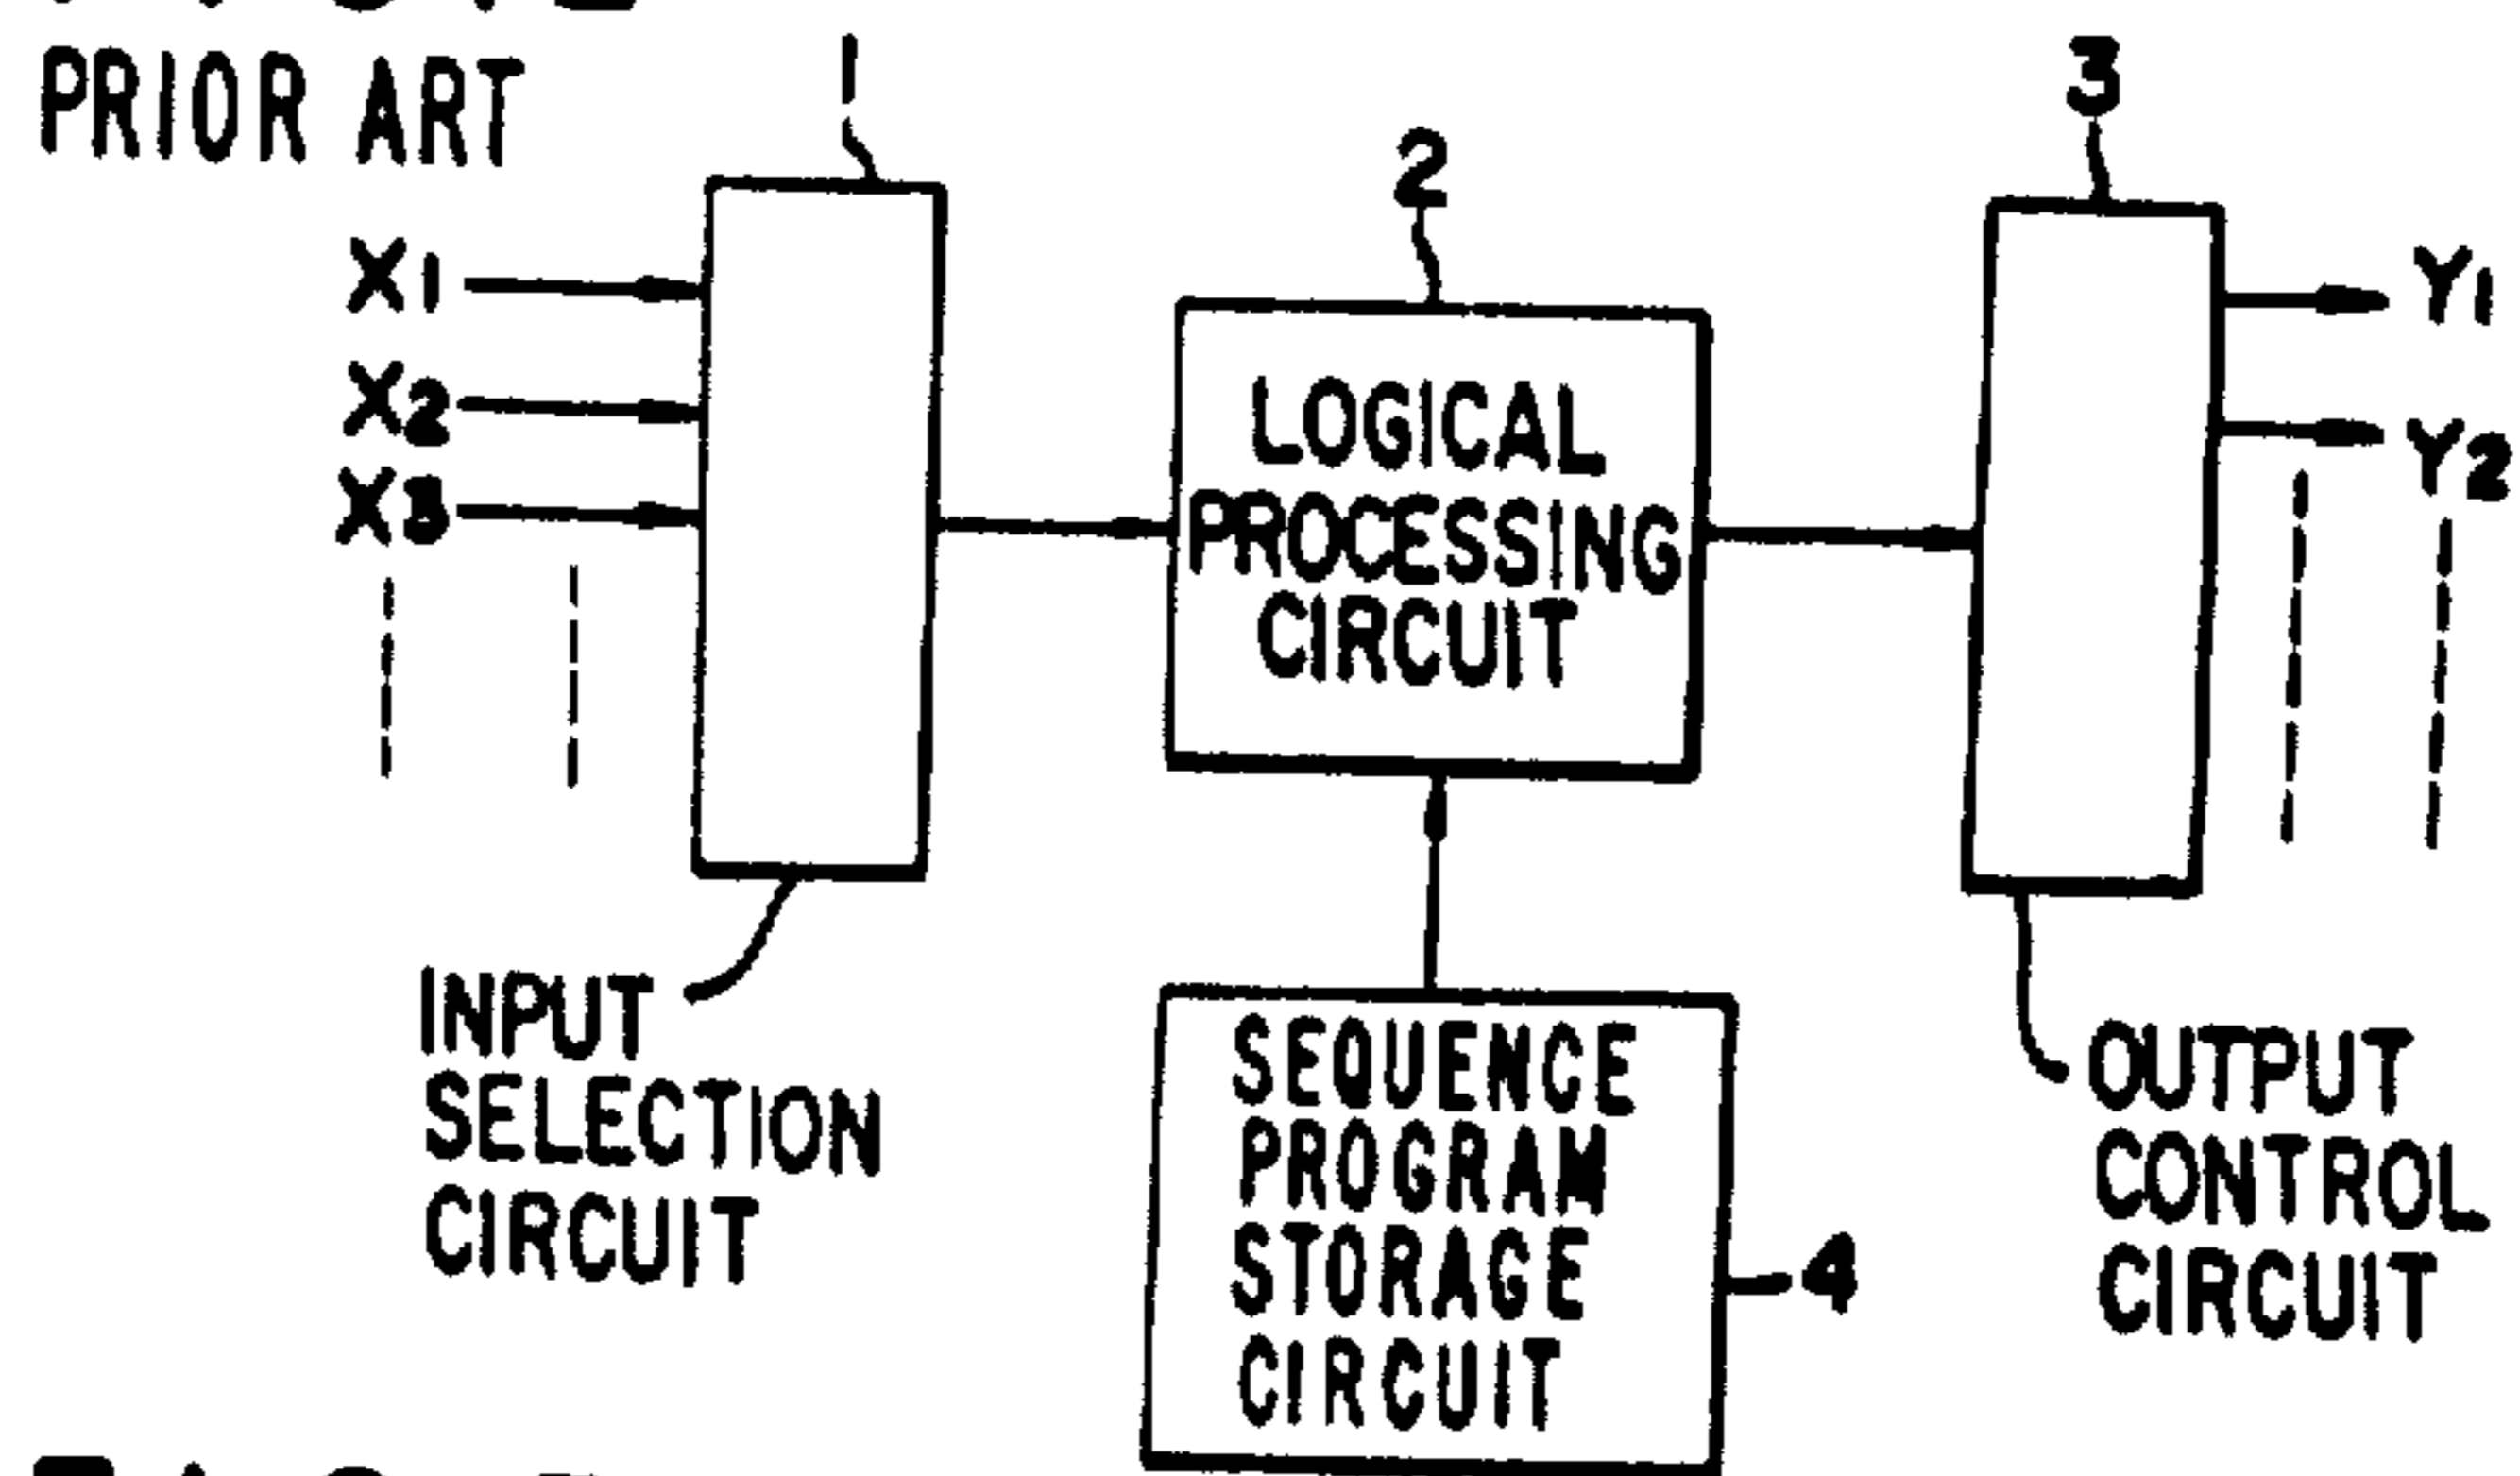 PRIOR ART
1
2
3
X1
X2
X3
Y1
Y2
LOGICAL
PROCESSING
CIRCUIT
INPUT
SELECTION
CIRCUIT
SEQUENCE
PROGRAM
STORAGE
CIRCUIT
4
OUTPUT
CONTROL
CIRCUIT